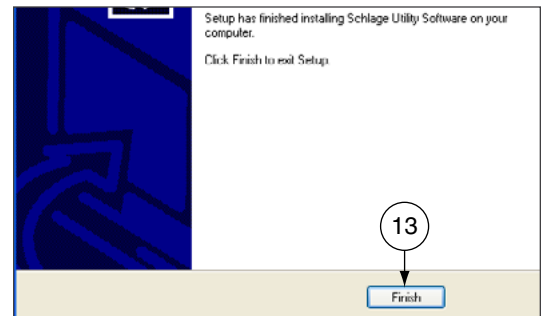 Setup has finished installing Schlage Utility Software on your
computer.
Click Finish to exit Setup.
13
Finish